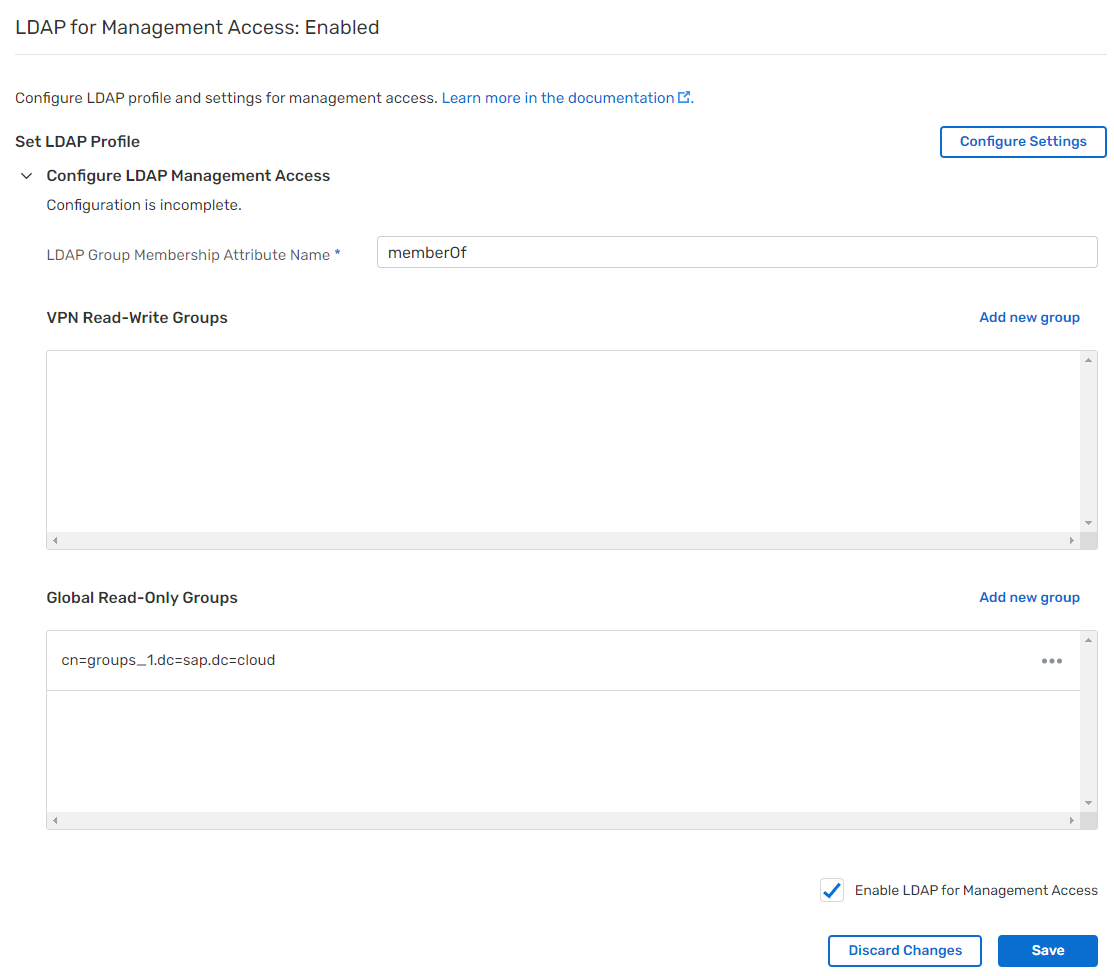 LDAP for Management Access: Enabled
Configure LDAP profile and settings for management access. Learn more in the documentation.
Set LDAP Profile
Configure Settings
Configure LDAP Management Access
Configuration is incomplete.
LDAP Group Membership Attribute Name *
memberOf
VPN Read-Write Groups
Add new group
Global Read-Only Groups
Add new group
cn=groups_1.dc=sap.dc=cloud
Enable LDAP for Management Access
Discard Changes
Save